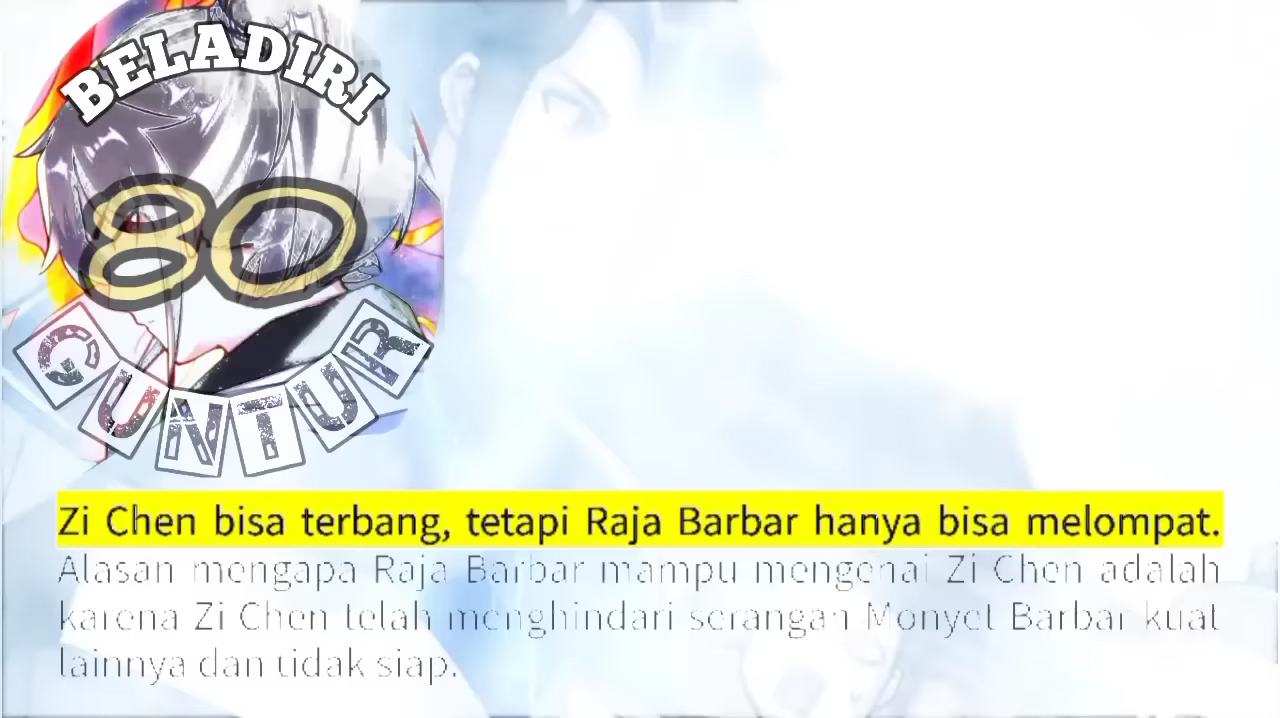 BELADIRI
80
GUNTUR
Zi Chen bisa terbang, tetapi Raja Barbar hanya bisa melompat.
Alasan mengapa Raja Barbar mampu mengenai Zi Chen adalah
karena Zi Chen telah menghindari serangan Monyet Barbar kuat
lainnya dan tidak siap.